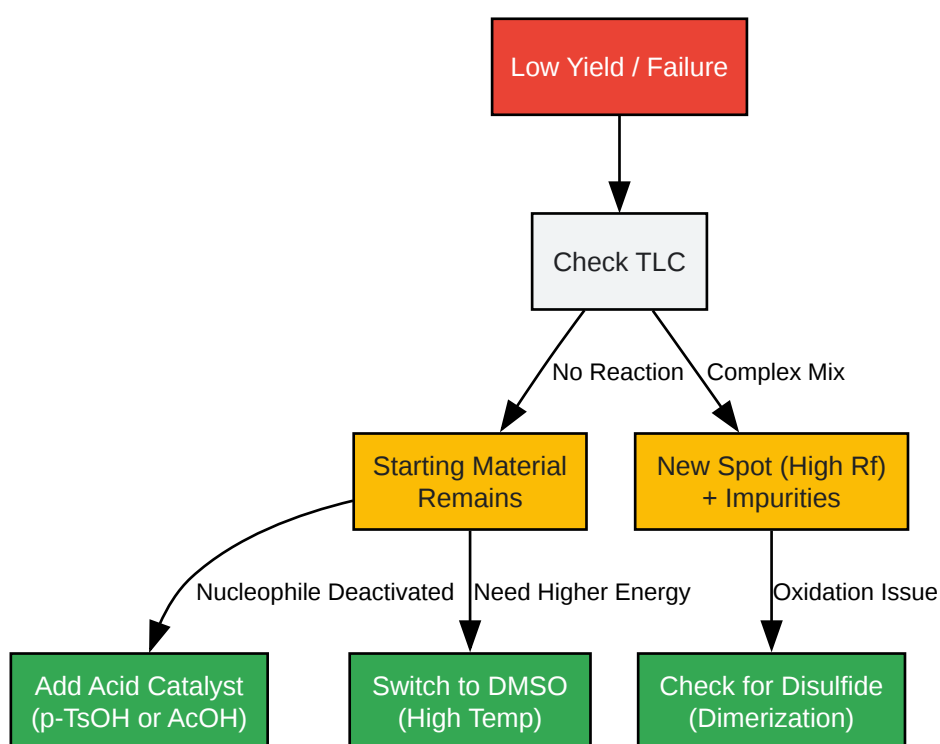 Low Yield / Failure
Check TLC
No Reaction
Complex Mix
Starting Material
Remains
New Spot (High Rf)
+ Impurities
Nucleophile Deactivated
Need Higher Energy
Oxidation Issue
Add Acid Catalyst
(p-TsOH or AcOH)
Switch to DMSO
(High Temp)
Check for Disulfide
(Dimerization)